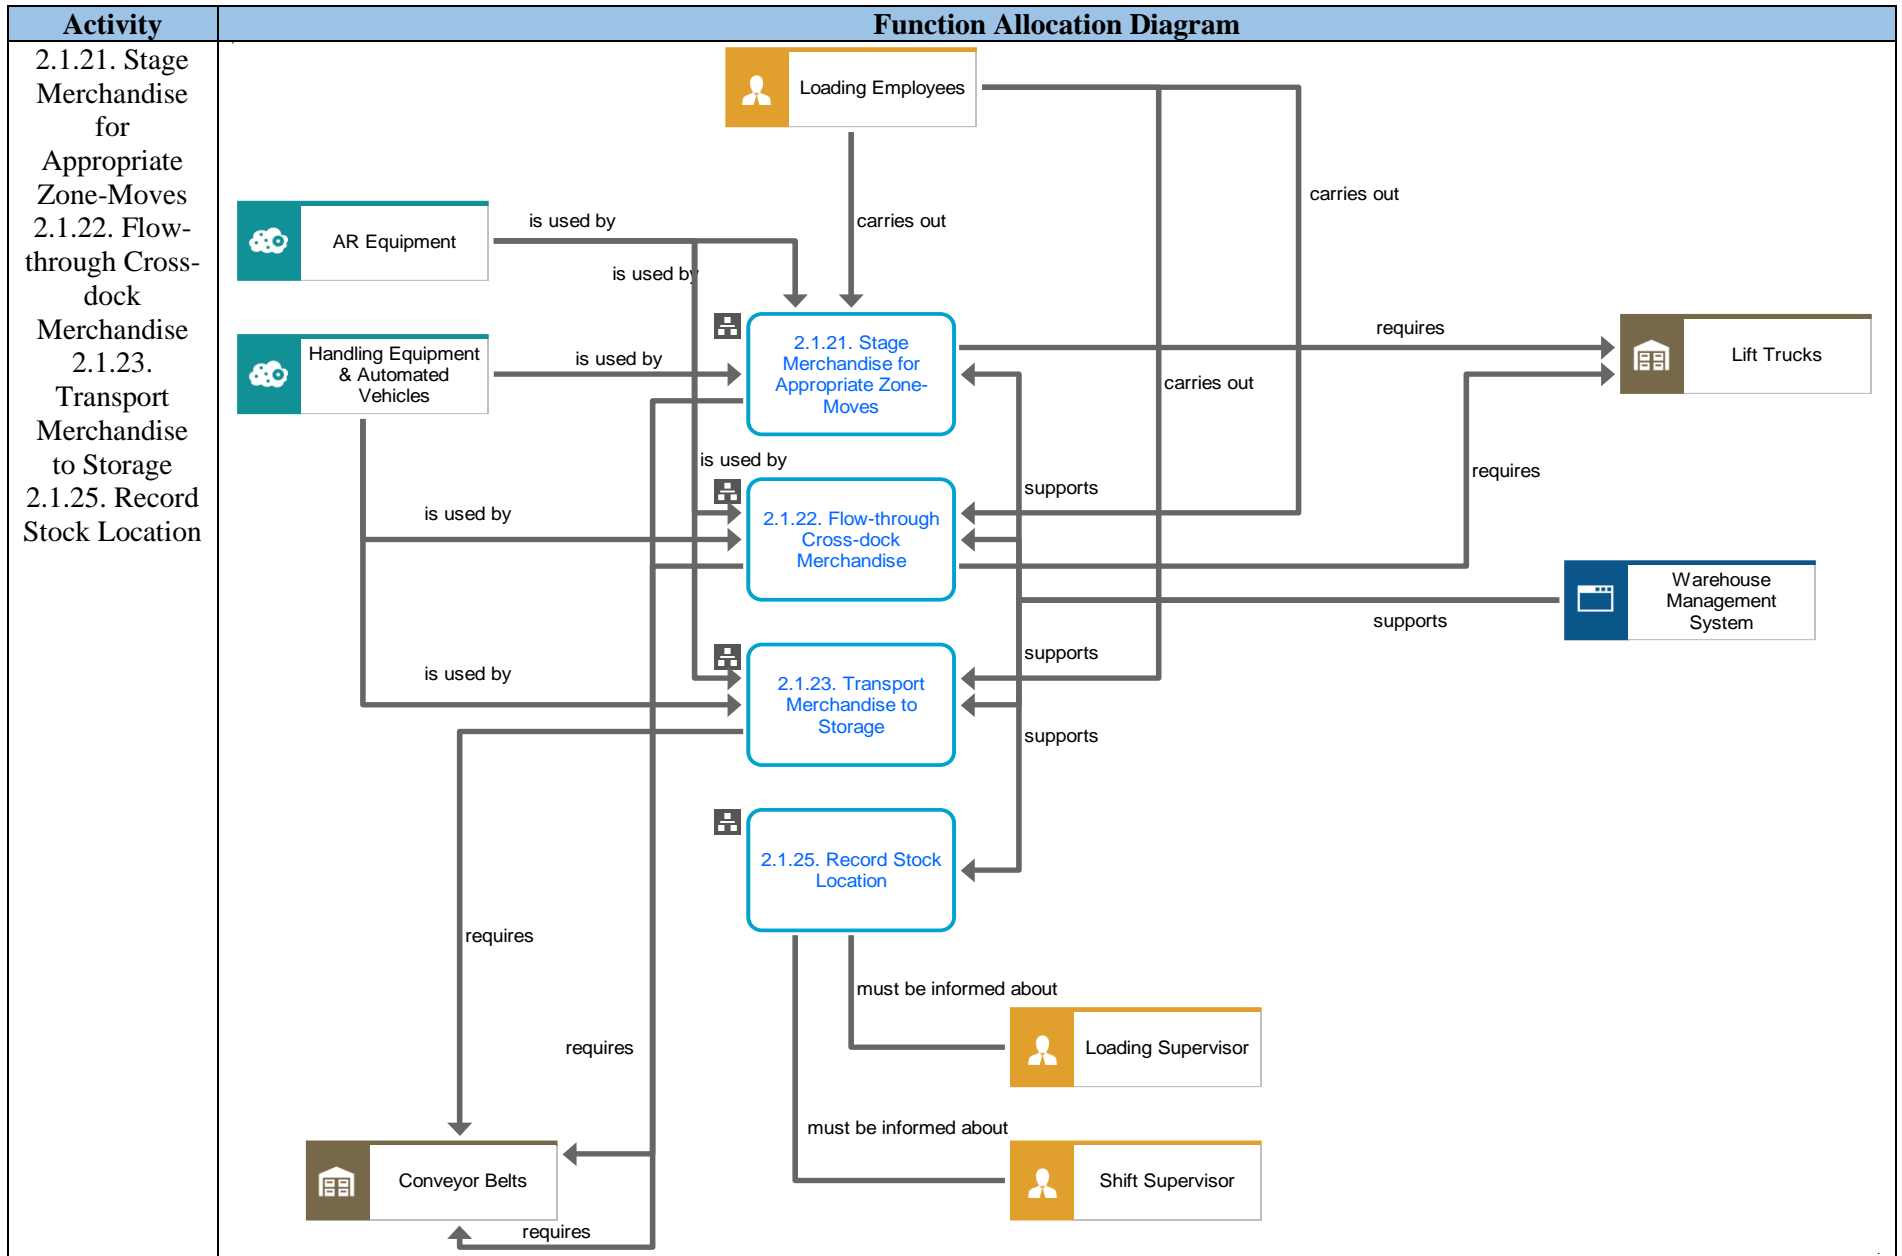 Activity
Function Allocation Diagram
2.1.21. Stage
Merchandise
for
Appropriate
Zone-Moves
2.1.22. Flow-
through Cross-
dock
Merchandise
2.1.23.
Transport
Merchandise
to Storage
2.1.25. Record
Stock Location
Loading Employees
carries out
carries out
carries out
AR Equipment
is used by
is used by
is used by
Handling Equipment
& Automated
Vehicles
is used by
is used by
is used by
2.1.21. Stage
Merchandise for
Appropriate Zone-
Moves
requires
Lift Trucks
requires
supports
2.1.22. Flow-through
Cross-dock
Merchandise
Warehouse
Management
System
supports
supports
2.1.23. Transport
Merchandise to
Storage
supports
2.1.25. Record Stock
Location
requires
must be informed about
Loading Supervisor
requires
must be informed about
Shift Supervisor
Conveyor Belts
requires